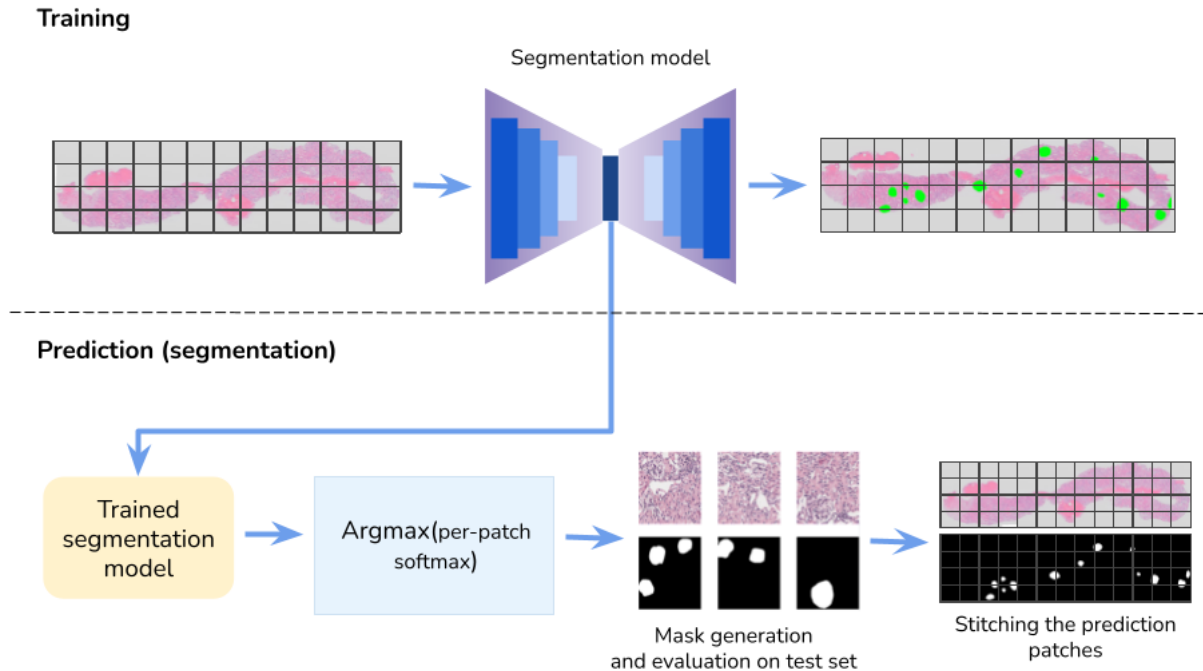 Training
Segmentation model
Prediction (segmentation)
Trained
segmentation
model
Argmax(per-patch
softmax)
Mask generation
and evaluation on test set
Stitching the prediction
patches